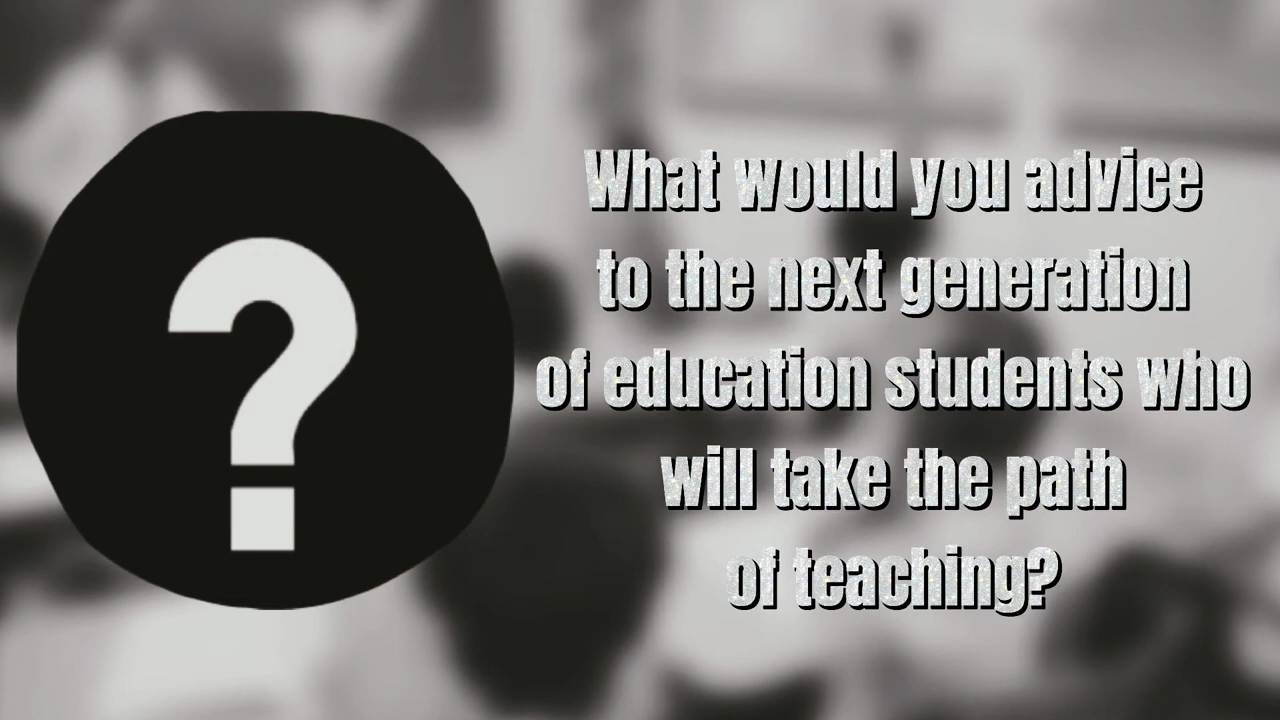 ?
What would you advice
to the next generation
of education students who
will take the path
of teaching?